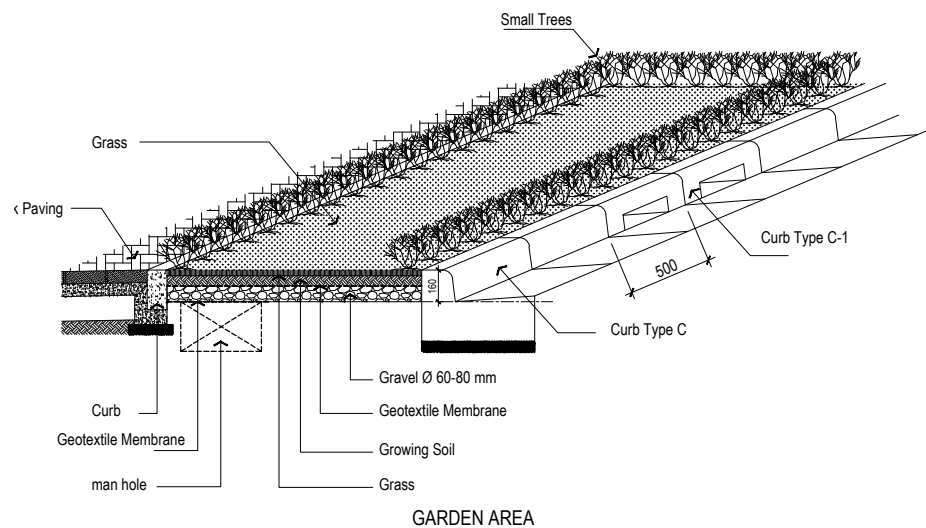 Small Trees
Grass
Paving
Curb Type C-1
500
160
Curb Type C
Gravel Ø 60-80 mm
Curb
Geotextile Membrane
Geotextile Membrane
Growing Soil
man hole
Grass
GARDEN AREA